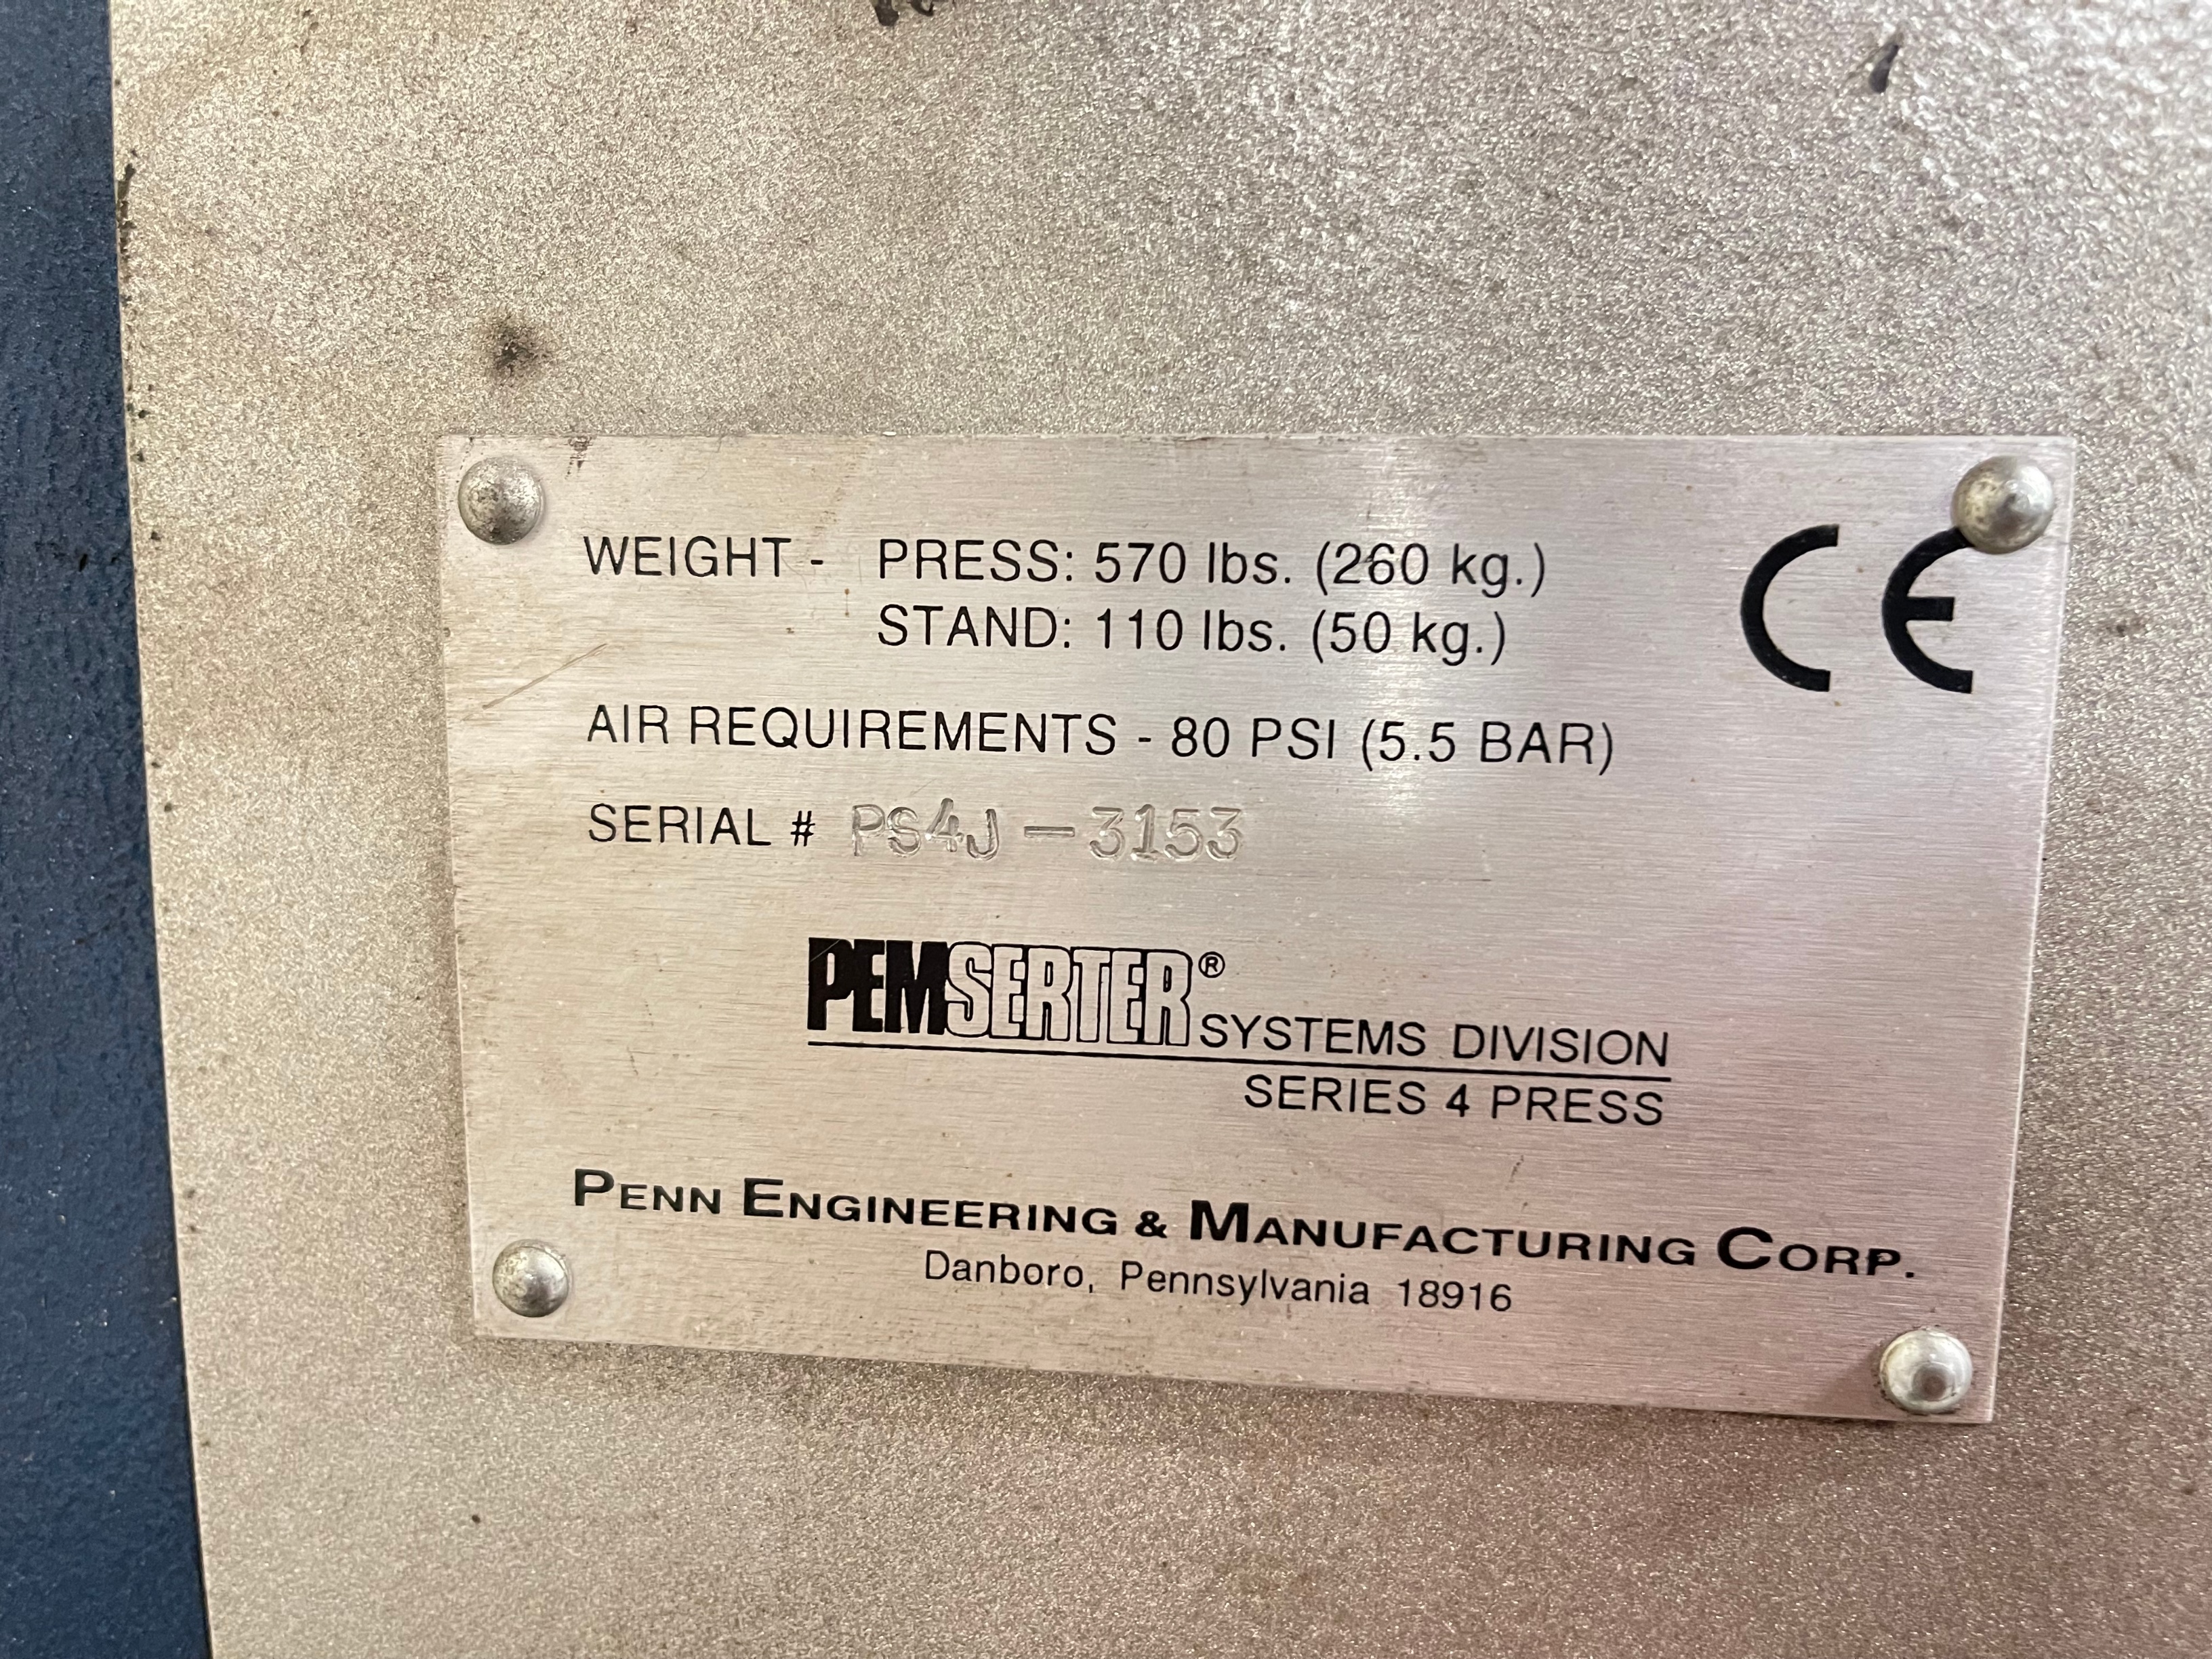 WEIGHT - PRESS: 570 lbs. (260 kg.)
STAND: 110 lbs. (50 kg.)
CE
AIR REQUIREMENTS - 80 PSI (5.5 BAR)
SERIAL # PS4J - 3153
PEMSERTER® SYSTEMS DIVISION
SERIES 4 PRESS
PENN ENGINEERING & MANUFACTURING CORP.
Danboro, Pennsylvania 18916